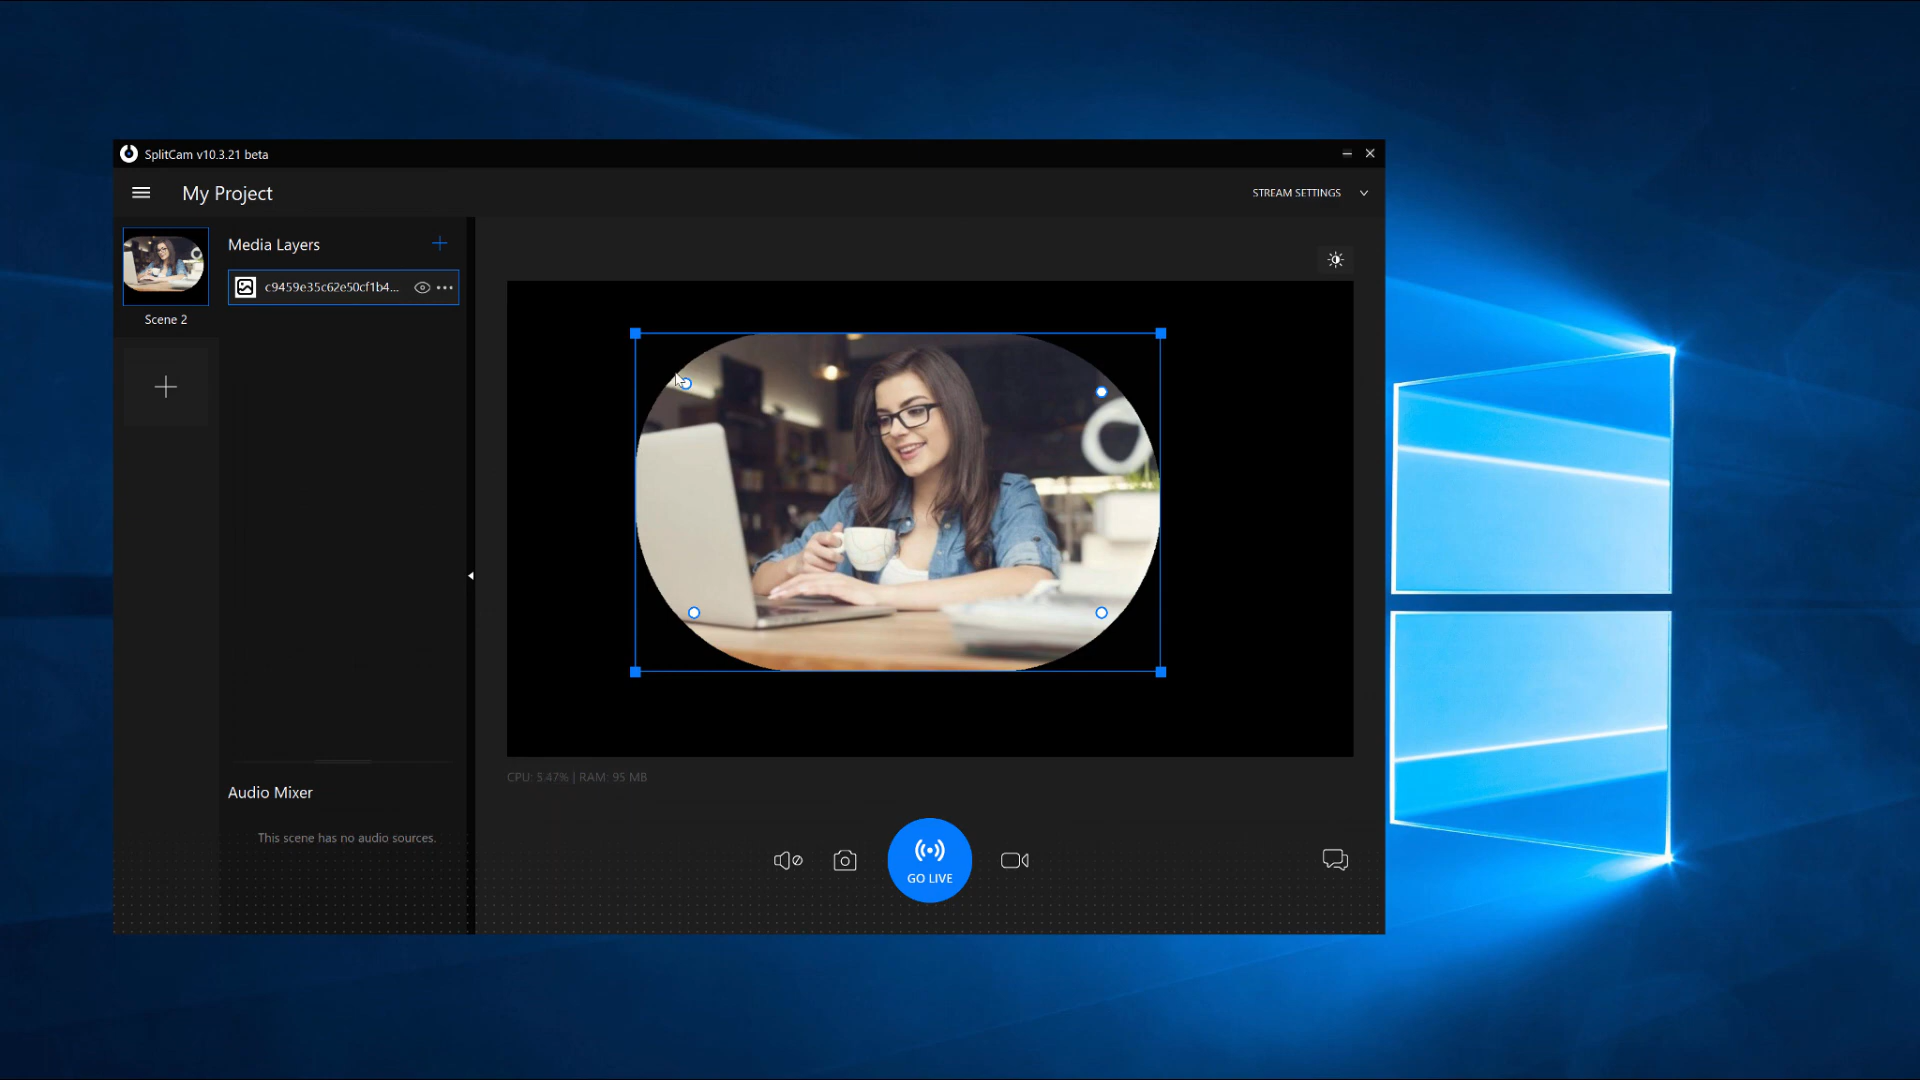 SplitCam v10.3.21 beta
My Project
STREAM SETTINGS
Media Layers
c9459e35c62e50cf1b4...
Scene 2
CPU: 5.47% | RAM: 95 MB
Audio Mixer
This scene has no audio sources.
GO LIVE